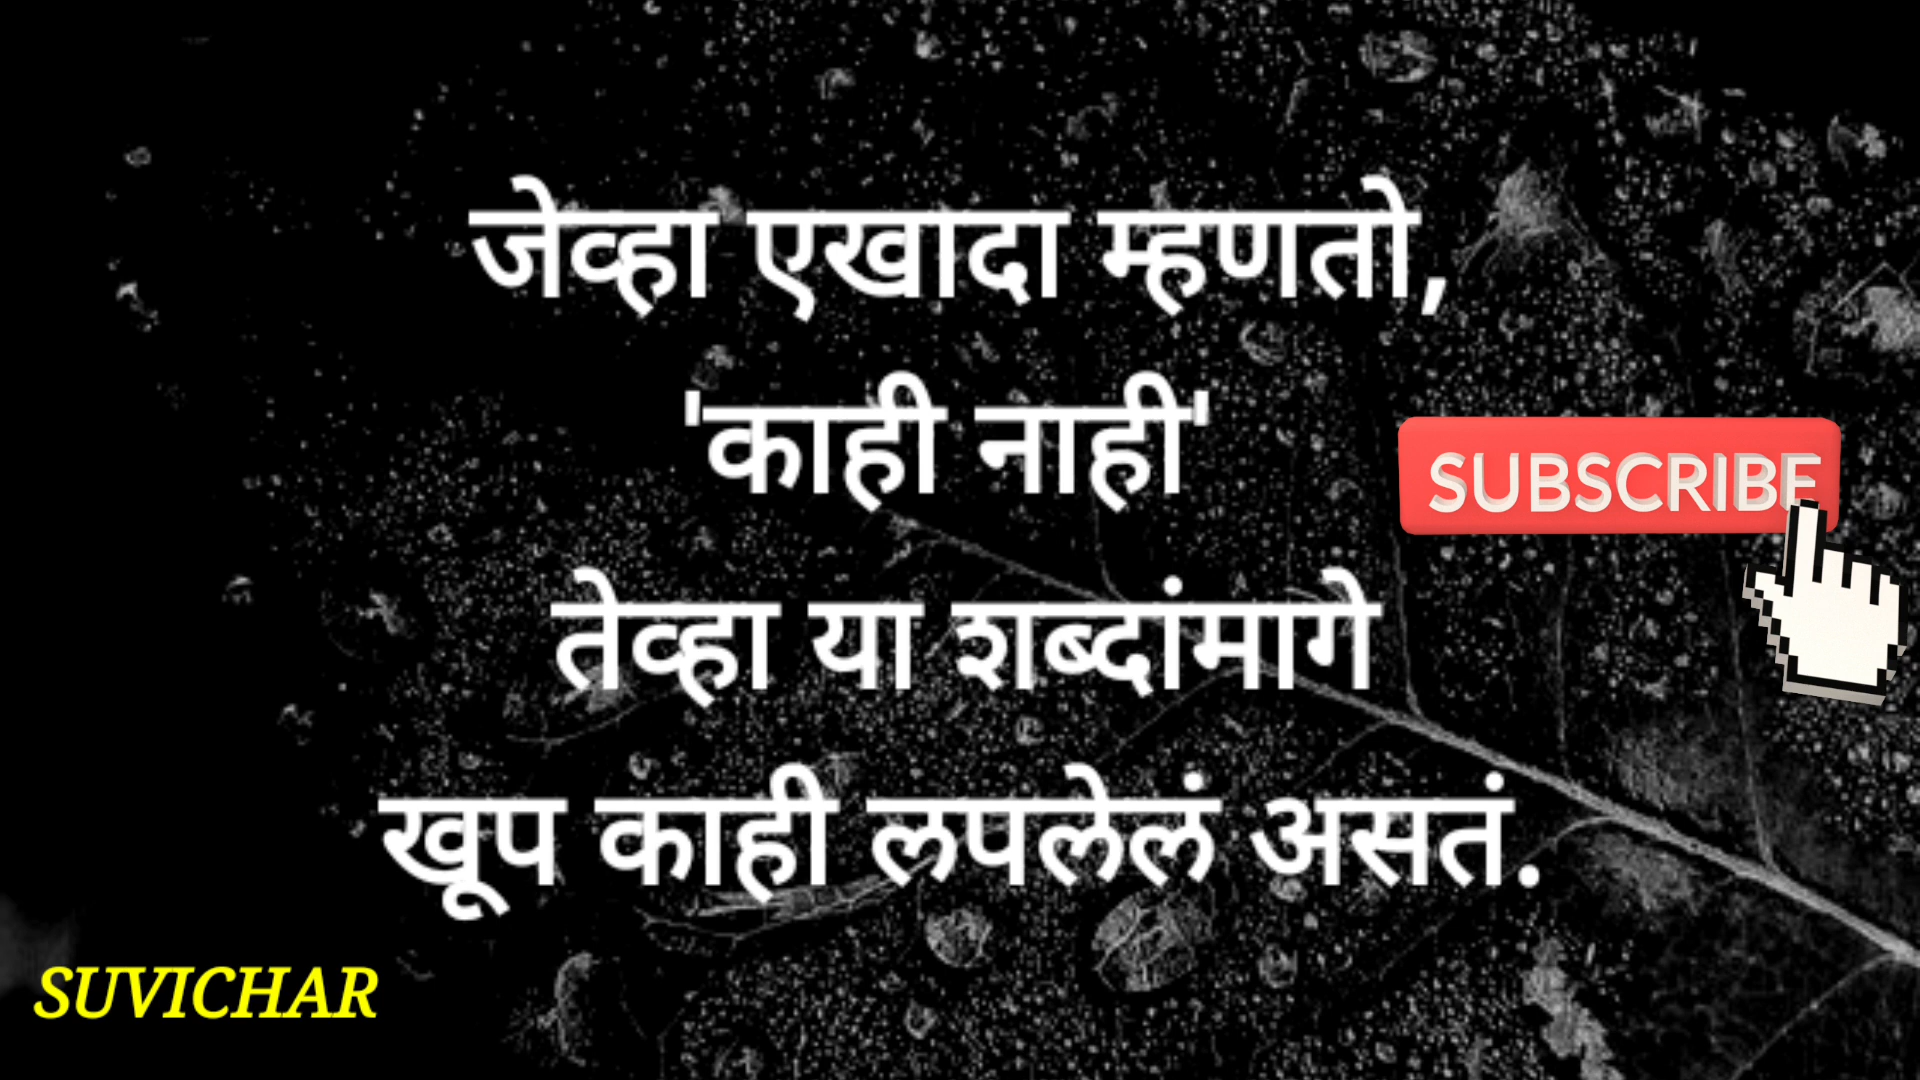 जेव्हा एखादा म्हणतो,
'काही नाही'
SUBSCRIBE
तेव्हा या शब्दांमागे
खूप काही लपलेलं असतं.
SUVICHAR